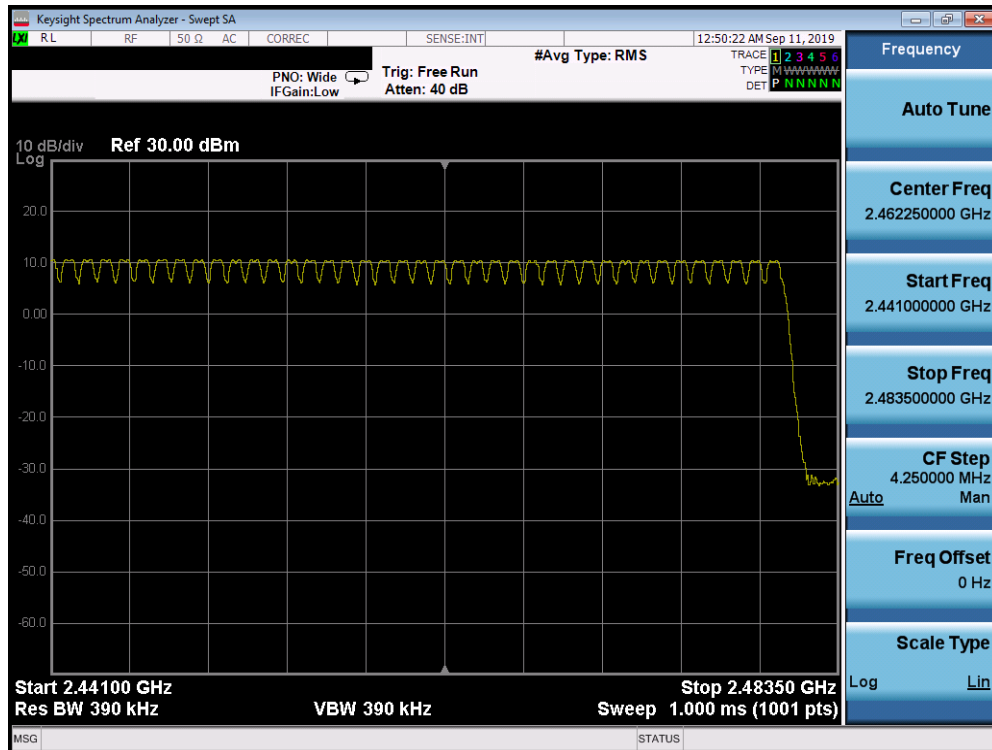 Keysight Spectrum Analyzer - Swept SA
LXI RL RF 50 Ω AC CORREC SENSE:INT 12:50:22 AM Sep 11, 2019
#Avg Type: RMS
TRACE 1 2 3 4 5 6
TYPE M WWWWW
DET P N N N N N
PNO: Wide
IFGain:Low
Trig: Free Run
Atten: 40 dB
10 dB/div
Log
Ref 30.00 dBm
20.0
10.0
0.00
-10.0
-20.0
-30.0
-40.0
-50.0
-60.0
Start 2.44100 GHz
Stop 2.48350 GHz
Res BW 390 kHz
VBW 390 kHz
Sweep 1.000 ms (1001 pts)
MSG
STATUS
Frequency
Auto Tune
Center Freq
2.462250000 GHz
Start Freq
2.441000000 GHz
Stop Freq
2.483500000 GHz
CF Step
4.250000 MHz
Auto Man
Freq Offset
0 Hz
Scale Type
Log Lin